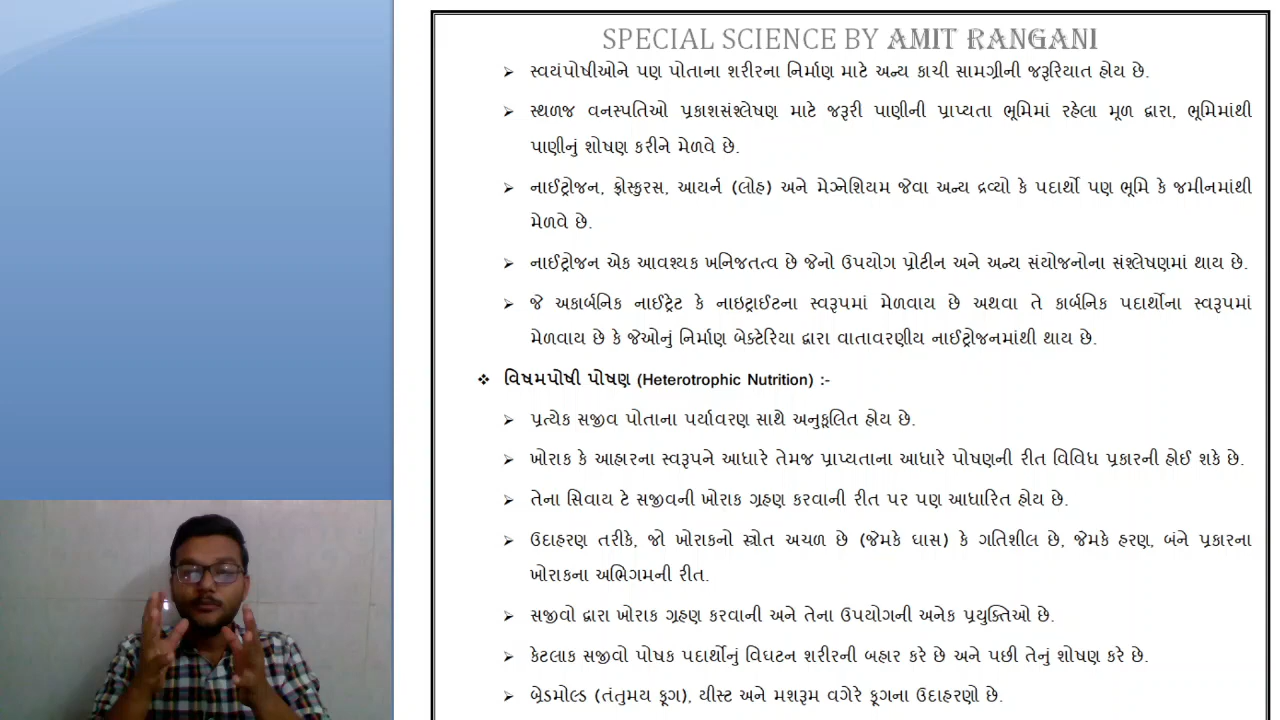 SPECIAL SCIENCE BY AMIT RANGANI
➢ સ્વયંપોષીઓને પણ પોતાના શરીરના નિર્માણ માટે અન્ય કાચી સામગ્રીની જરૂરિયાત હોય છે.
➢ સ્થળજ વનસ્પતિઓ પ્રકાશસંશ્લેષણ માટે જરૂરી પાણીની પ્રાપ્યતા ભૂમિમાં રહેલા મૂળ દ્વારા, ભૂમિમાંથી
પાણીનું શોષણ કરીને મેળવે છે.
➢ નાઈટ્રોજન, ફોસ્ફરસ, આયર્ન (લોહ) અને મેગ્નેશિયમ જેવા અન્ય દ્રવ્યો કે પદાર્થો પણ ભૂમિ કે જમીનમાંથી
મેળવે છે.
➢ નાઈટ્રોજન એક આવશ્યક ખનિજતત્વ છે જેનો ઉપયોગ પ્રોટીન અને અન્ય સંયોજનોના સંશ્લેષણમાં થાય છે.
➢ જે અકાર્બનિક નાઈટ્રેટ કે નાઇટ્રાઈટના સ્વરૂપમાં મેળવાય છે અથવા તે કાર્બનિક પદાર્થોના સ્વરૂપમાં
મેળવાય છે કે જેઓનું નિર્માણ બેક્ટેરિયા દ્વારા વાતાવરણીય નાઈટ્રોજનમાંથી થાય છે.
❖ વિષમપોષી પોષણ (Heterotrophic Nutrition) :-
➢ પ્રત્યેક સજીવ પોતાના પર્યાવરણ સાથે અનુકૂલિત હોય છે.
➢ ખોરાક કે આહારના સ્વરૂપને આધારે તેમજ પ્રાપ્યતાના આધારે પોષણની રીત વિવિધ પ્રકારની હોઈ શકે છે.
➢ તેના સિવાય ટે સજીવની ખોરાક ગ્રહણ કરવાની રીત પર પણ આધારિત હોય છે.
➢ ઉદાહરણ તરીકે, જો ખોરાકનો સ્ત્રોત અચળ છે (જેમકે ઘાસ) કે ગતિશીલ છે, જેમકે હરણ, બંને પ્રકારના
ખોરાકના અભિગમની રીત.
➢ સજીવો દ્વારા ખોરાક ગ્રહણ કરવાની અને તેના ઉપયોગની અનેક પ્રયુક્તિઓ છે.
➢ કેટલાક સજીવો પોષક પદાર્થોનું વિઘટન શરીરની બહાર કરે છે અને પછી તેનું શોષણ કરે છે.
➢ બ્રેડમોલ્ડ (તંતુમય ફૂગ), યીસ્ટ અને મશરૂમ વગેરે ફૂગના ઉદાહરણો છે.